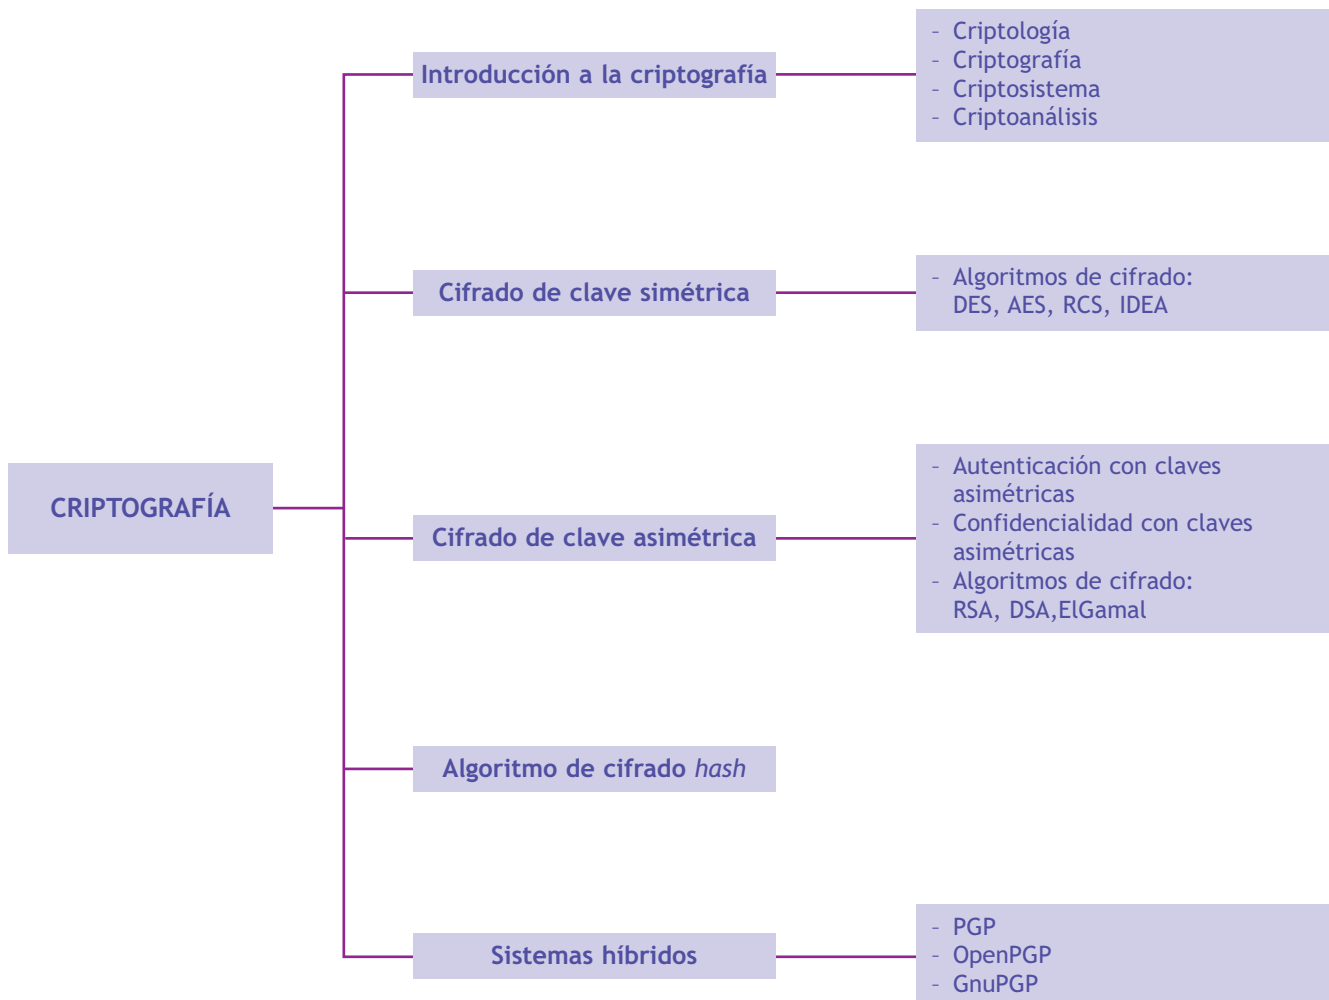 CRIPTOGRAFÍA
Introducción a la criptografía
– Criptología
– Criptografía
– Criptosistema
– Criptoanálisis
Cifrado de clave simétrica
– Algoritmos de cifrado:
DES, AES, RCS, IDEA
Cifrado de clave asimétrica
– Autenticación con claves
asimétricas
– Confidencialidad con claves
asimétricas
– Algoritmos de cifrado:
RSA, DSA,ElGamal
Algoritmo de cifrado hash
Sistemas híbridos
– PGP
– OpenPGP
– GnuPGP